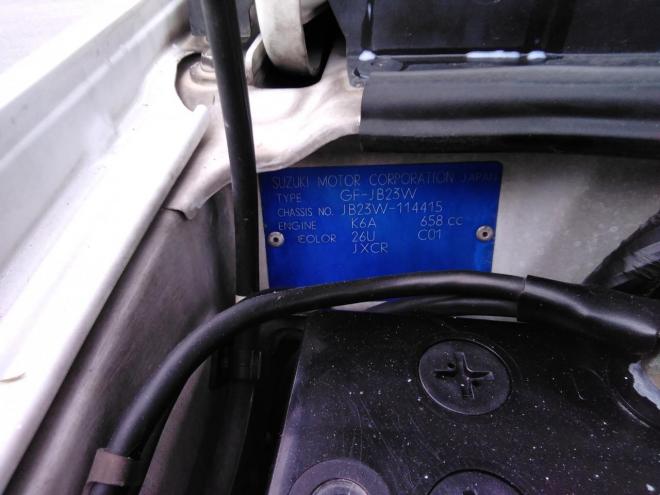 SUZUKI MOTOR CORPORATION JAPAN
TYPE GF-JB23W
CHASSIS NO. JB23W-114415
ENGINE K6A 658 cc
COLOR 26U C01
JXCR